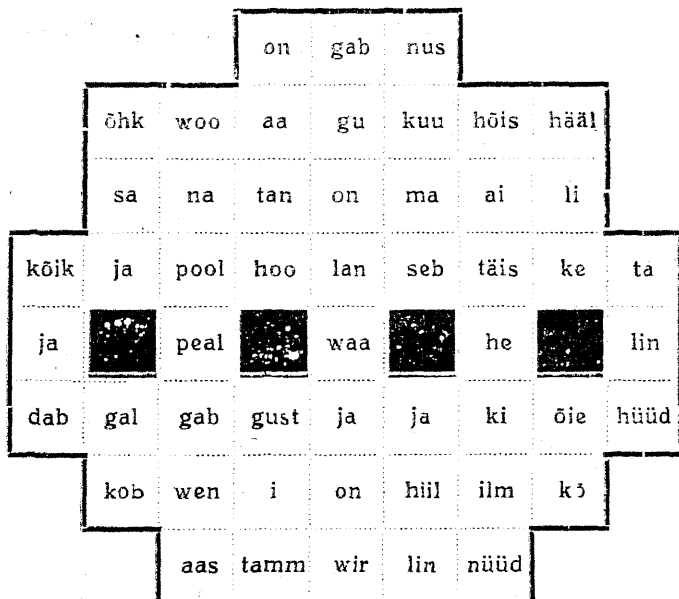 on gab nus
õhk woo aa gu kuu hõis hääl
sa na tan on ma ai li
kõik ja pool hoo lan seb täis ke ta
ja peal waa he lin
dab gal gab gust ja ja ki õie hüüd
kob wen i on hiil ilm kõ
aas tamm wir lin nüüd